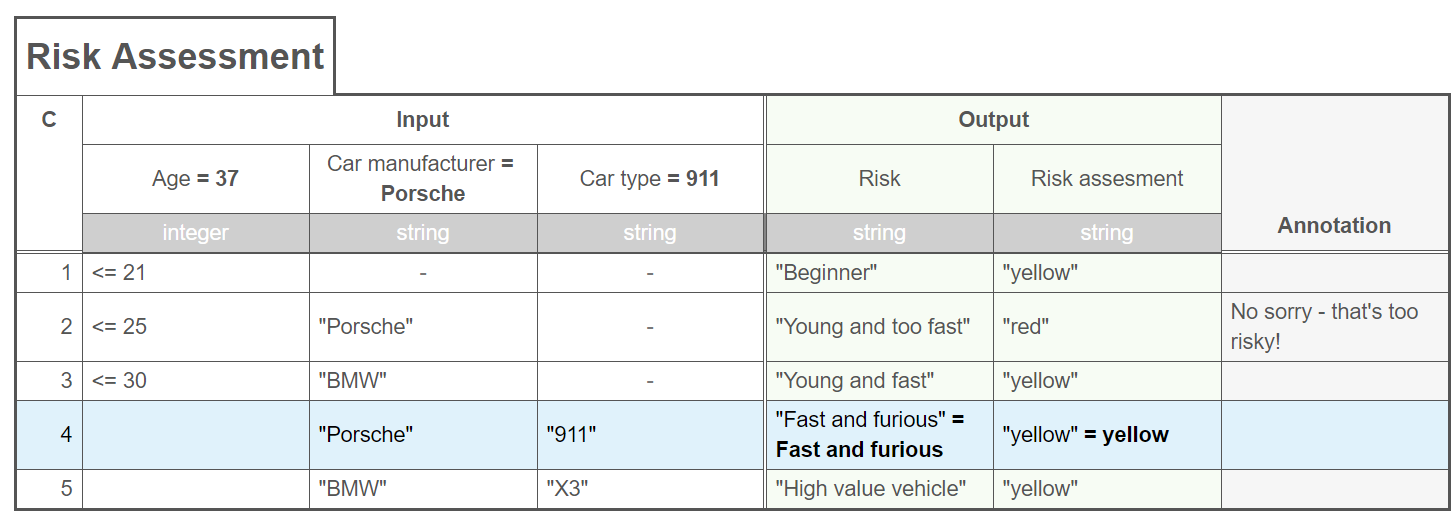 Risk Assessment
C Input Output
Age = 37 Car manufacturer = Porsche Car type = 911 Risk Risk assesment Annotation
integer string string string string
1 <= 21 - - "Beginner" "yellow"
2 <= 25 "Porsche" - "Young and too fast" "red" No sorry - that's too risky!
3 <= 30 "BMW" - "Young and fast" "yellow"
4 "Porsche" "911" "Fast and furious" = Fast and furious "yellow" = yellow
5 "BMW" "X3" "High value vehicle" "yellow"